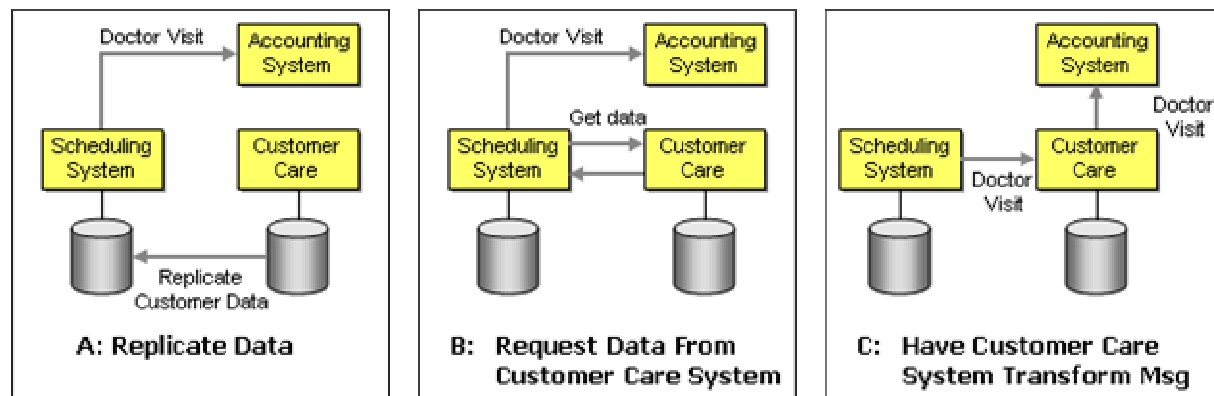 Doctor Visit
Accounting
System
Scheduling
System
Customer
Care
Replicate
Customer Data
A: Replicate Data
Doctor Visit
Accounting
System
Get data
Scheduling
System
Customer
Care
B: Request Data From
Customer Care System
Accounting
System
Doctor
Visit
Scheduling
System
Customer
Care
Doctor
Visit
C: Have Customer Care
System Transform Msg